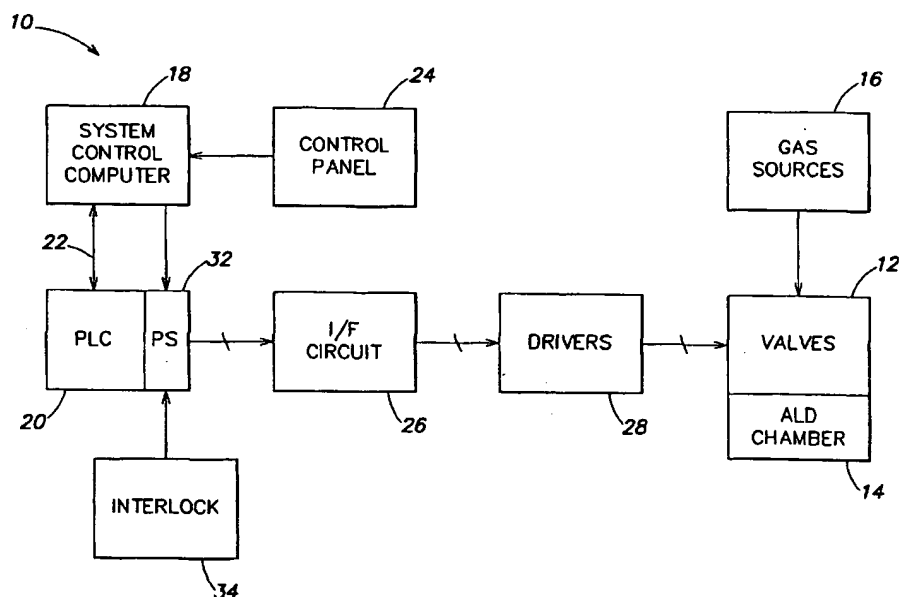 10
18
SYSTEM
CONTROL
COMPUTER
24
CONTROL
PANEL
16
GAS
SOURCES
22
32
12
PLC
PS
I/F
CIRCUIT
DRIVERS
VALVES
20
26
28
ALD
CHAMBER
14
INTERLOCK
34